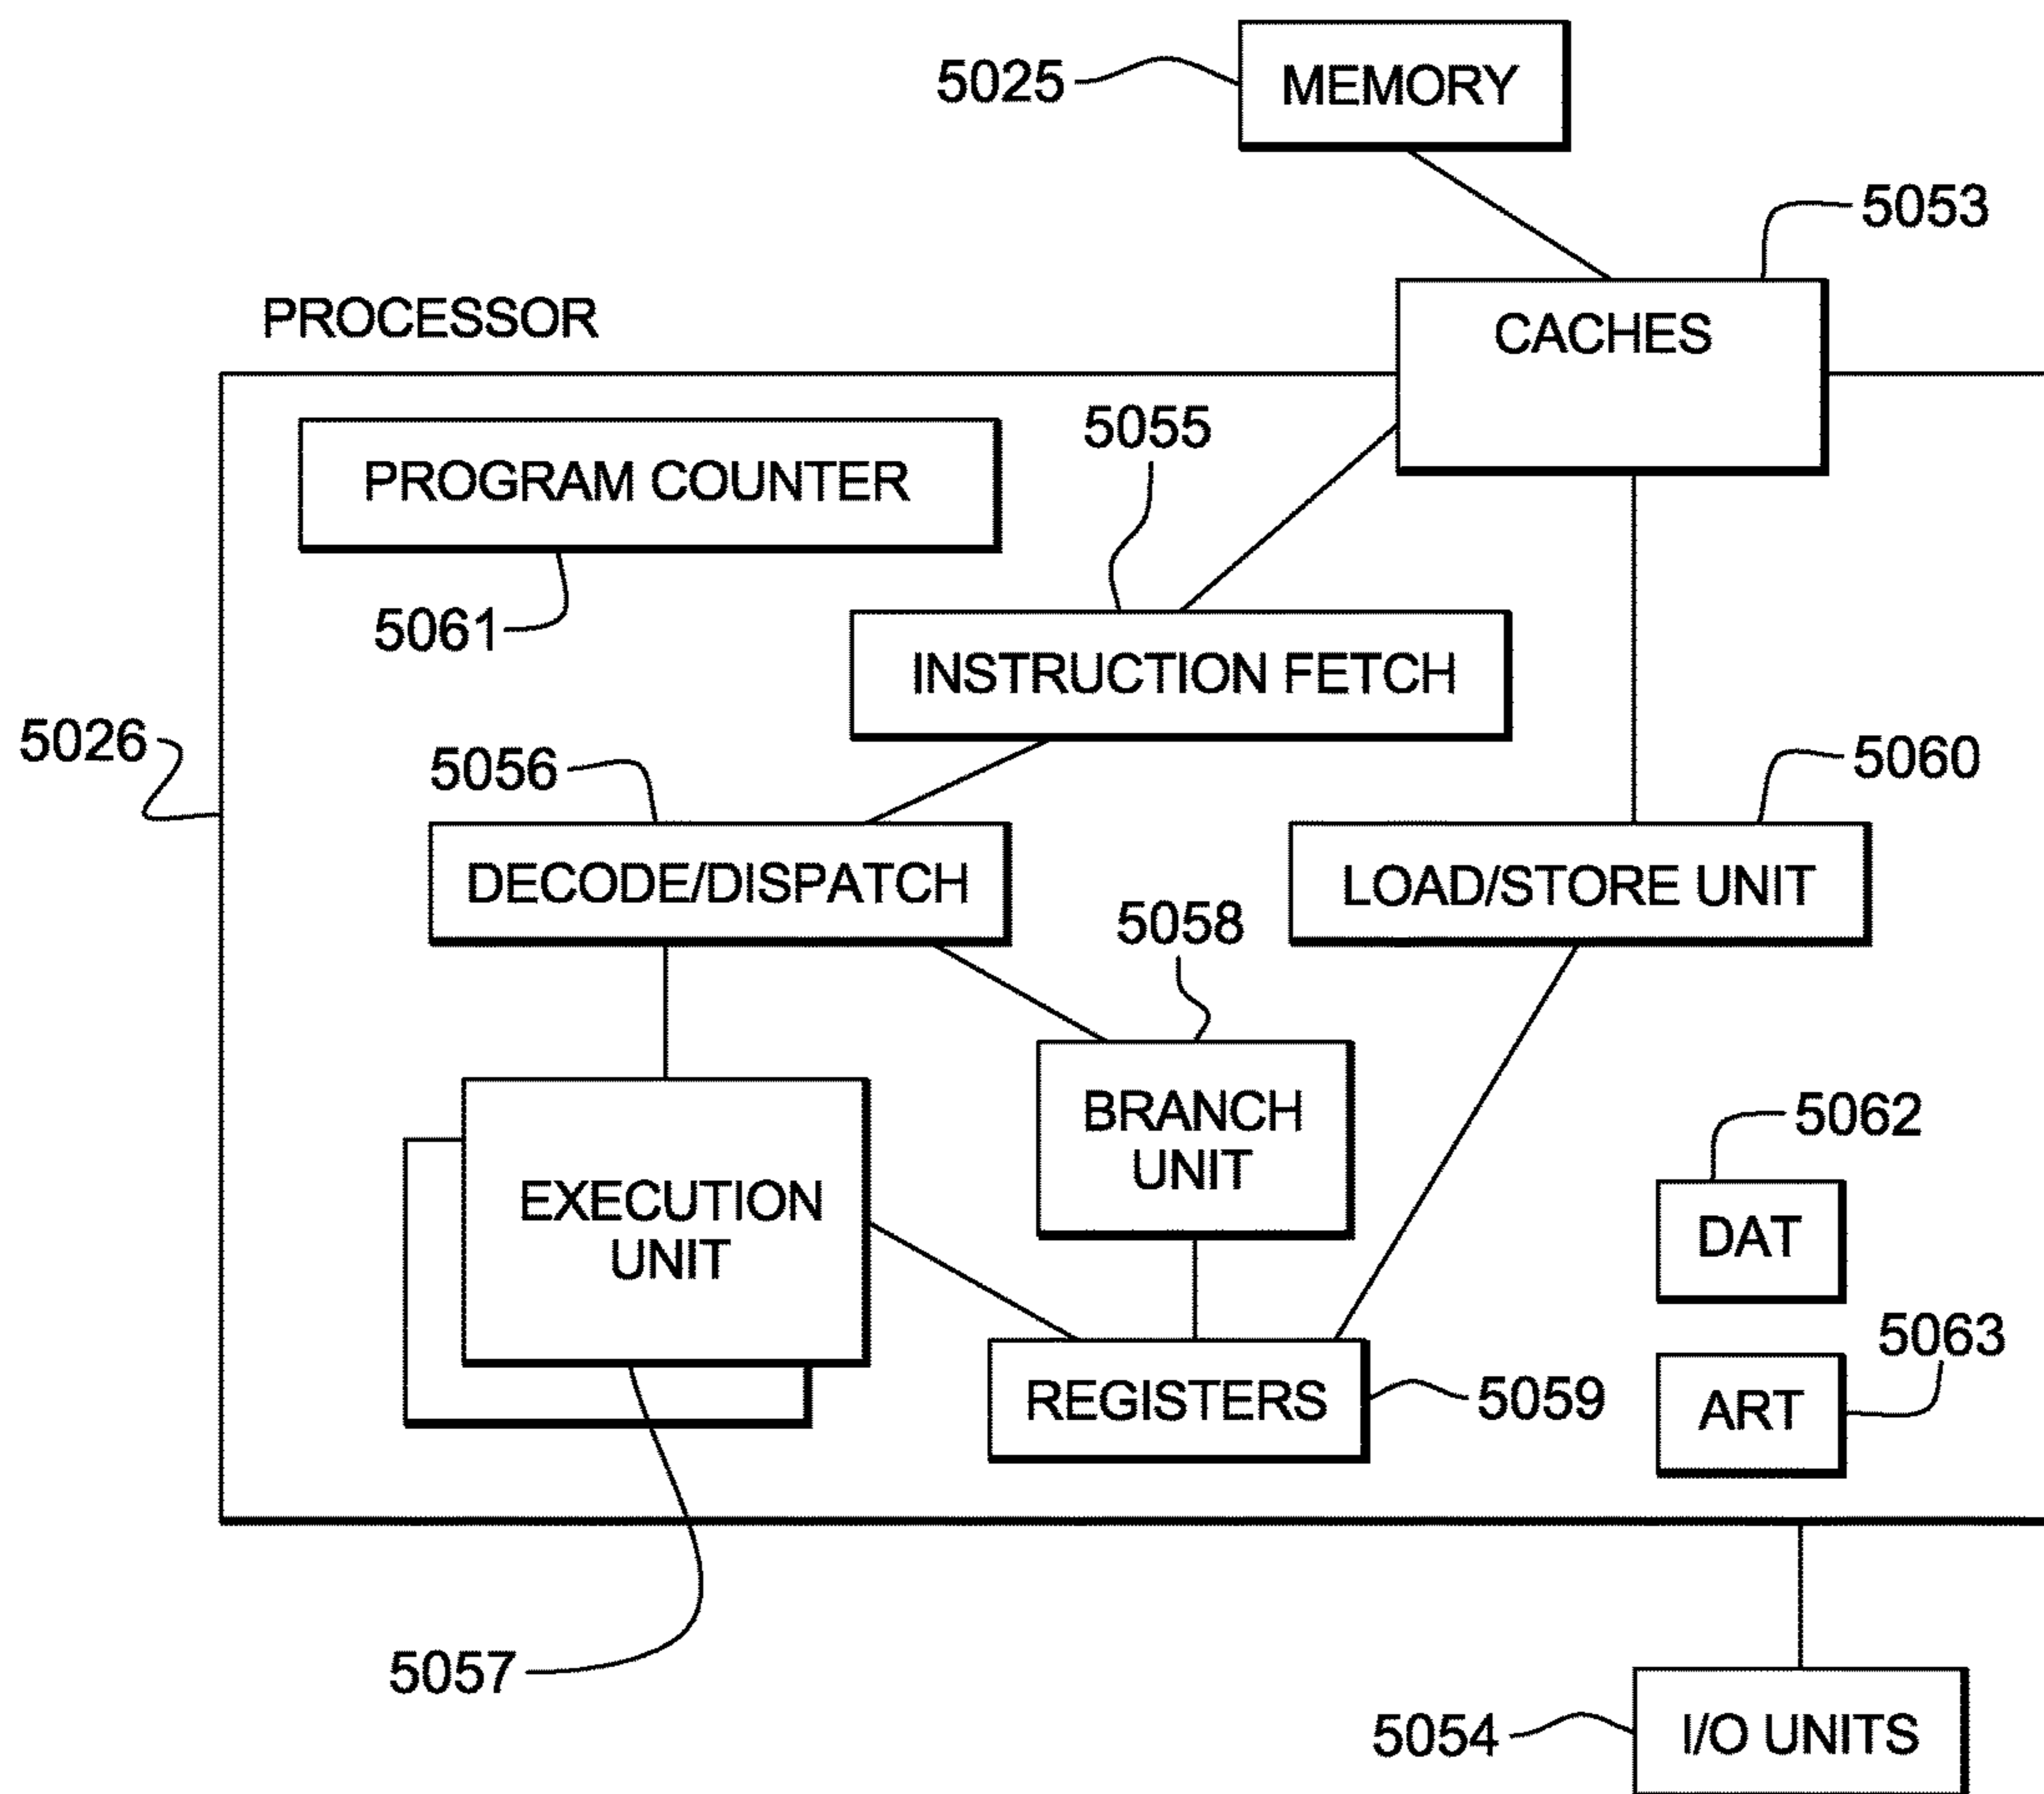 MEMORY
5025
5053
CACHES
PROCESSOR
5055
PROGRAM COUNTER
5061
INSTRUCTION FETCH
5026
5056
5060
DECODE/DISPATCH
LOAD/STORE UNIT
5058
BRANCH
UNIT
5062
EXECUTION
UNIT
DAT
5063
REGISTERS
5059
ART
5057
5054
I/O UNITS